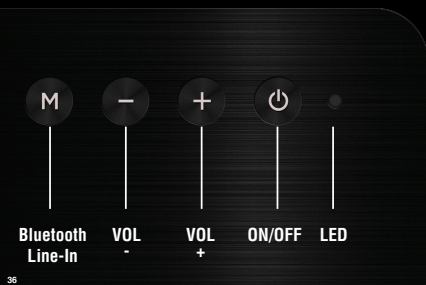 M - +
Bluetooth VOL VOL ON/OFF LED
Line-In - +
36